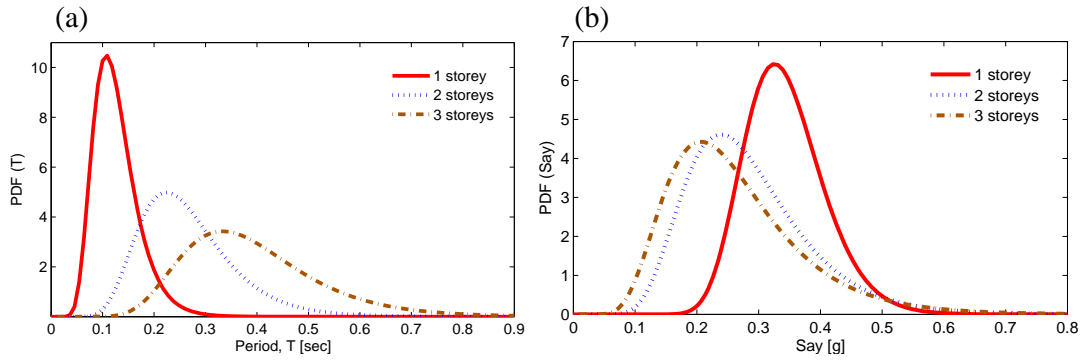 (a)
PDF (T)
10
8
6
4
2
0
0.1
0.2
0.3
0.4
0.5
0.6
0.7
0.8
0.9
Period, T [sec]
1 storey
2 storeys
3 storeys
(b)
PDF (Say)
7
6
5
4
3
2
1
0
0
0.1
0.2
0.3
0.4
0.5
0.6
0.7
0.8
Say [g]
1 storey
2 storeys
3 storeys